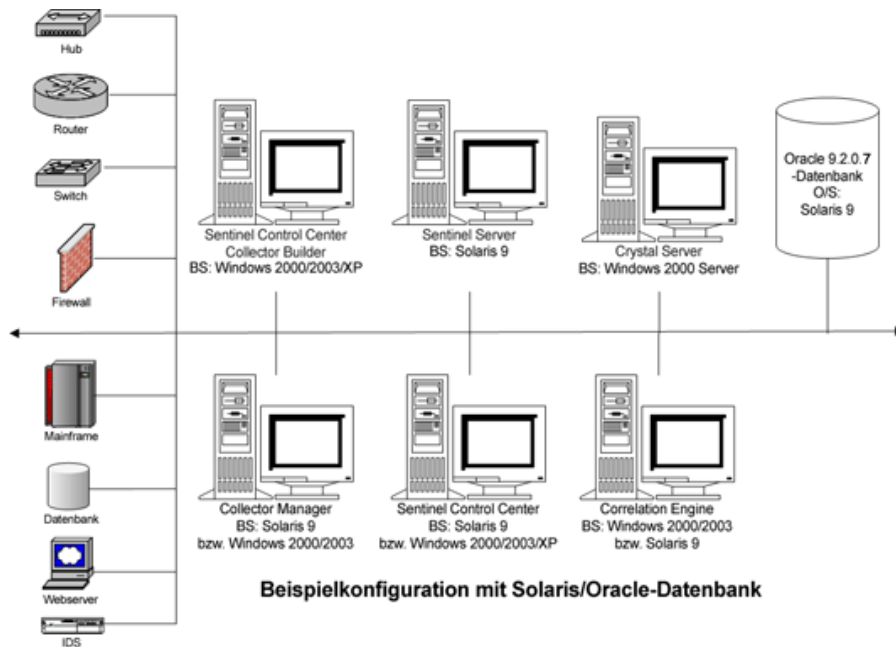 Hub
Router
Switch
Firewall
Sentinel Control Center
Collector Builder
BS: Windows 2000/2003/XP
Sentinel Server
BS: Solaris 9
Crystal Server
BS: Windows 2000 Server
Oracle 9.2.0.7
-Datenbank
O/S:
Solaris 9
Mainframe
Datenbank
Webserver
IDS
Collector Manager
BS: Solaris 9
bzw. Windows 2000/2003
Sentinel Control Center
BS: Solaris 9
bzw. Windows 2000/2003/XP
Correlation Engine
BS: Windows 2000/2003
bzw. Solaris 9
Beispielkonfiguration mit Solaris/Oracle-Datenbank